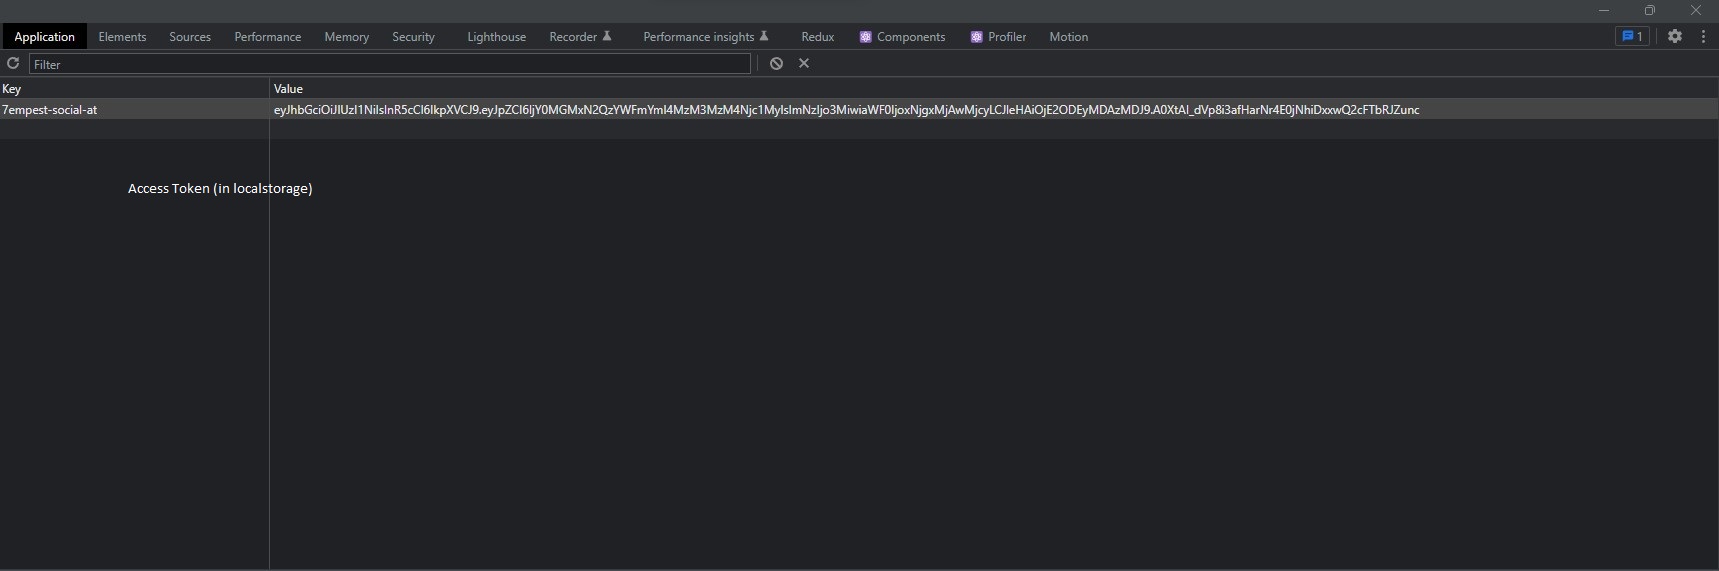 Application Elements Sources Performance Memory Security Lighthouse Recorder Performance insights Redux Components Profiler Motion 1
Filter
Key Value
7empest-social-at eyJhbGciOiJIUzI1NiIsInR5cCI6IkpXVCJ9.eyJpZCI6IjY0MGMxN2QzYWFmYmI4MzM3MzM4Njc1MyIsImNzIjo3MiwiaWF0IjoxNjgxMjAwMjcyLCJleHAiOjE2ODEyMDAzMDJ9.A0XtAI_dVp8i3afHarNr4E0jNhiDxxwQ2cFTbRJZunc
Access Token (in localstorage)